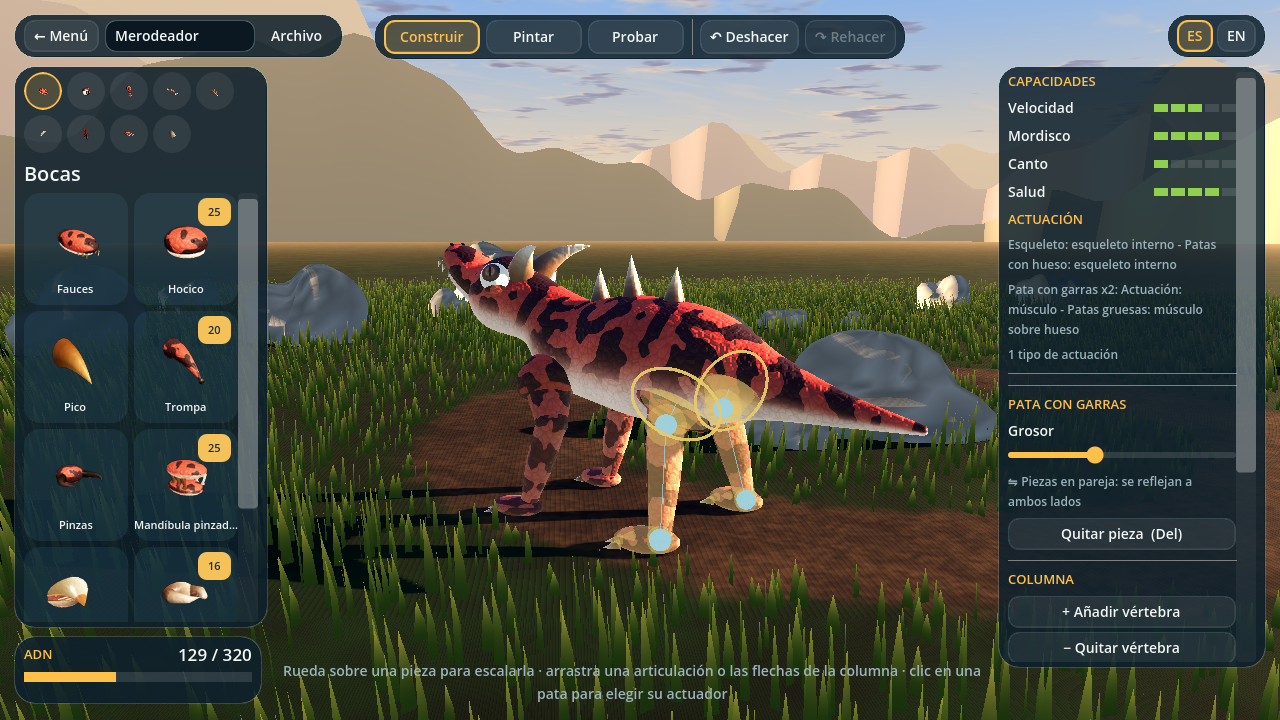 ← Menú
Merodeador
Archivo
Construir
Pintar
Probar
↶ Deshacer
↷ Rehacer
ES
EN
Bocas
25
Fauces
Hocico
20
Pico
Trompa
25
Pinzas
Mandíbula pinzad...
16
ADN
129 / 320
CAPACIDADES
Velocidad
Mordisco
Canto
Salud
ACTUACIÓN
Esqueleto: esqueleto interno - Patas
con hueso: esqueleto interno
Pata con garras x2: Actuación:
músculo - Patas gruesas: músculo
sobre hueso
1 tipo de actuación
PATA CON GARRAS
Grosor
⇋ Piezas en pareja: se reflejan a
ambos lados
Quitar pieza (Del)
COLUMNA
+ Añadir vértebra
− Quitar vértebra
Rueda sobre una pieza para escalarla · arrastra una articulación o las flechas de la columna · clic en una
pata para elegir su actuador